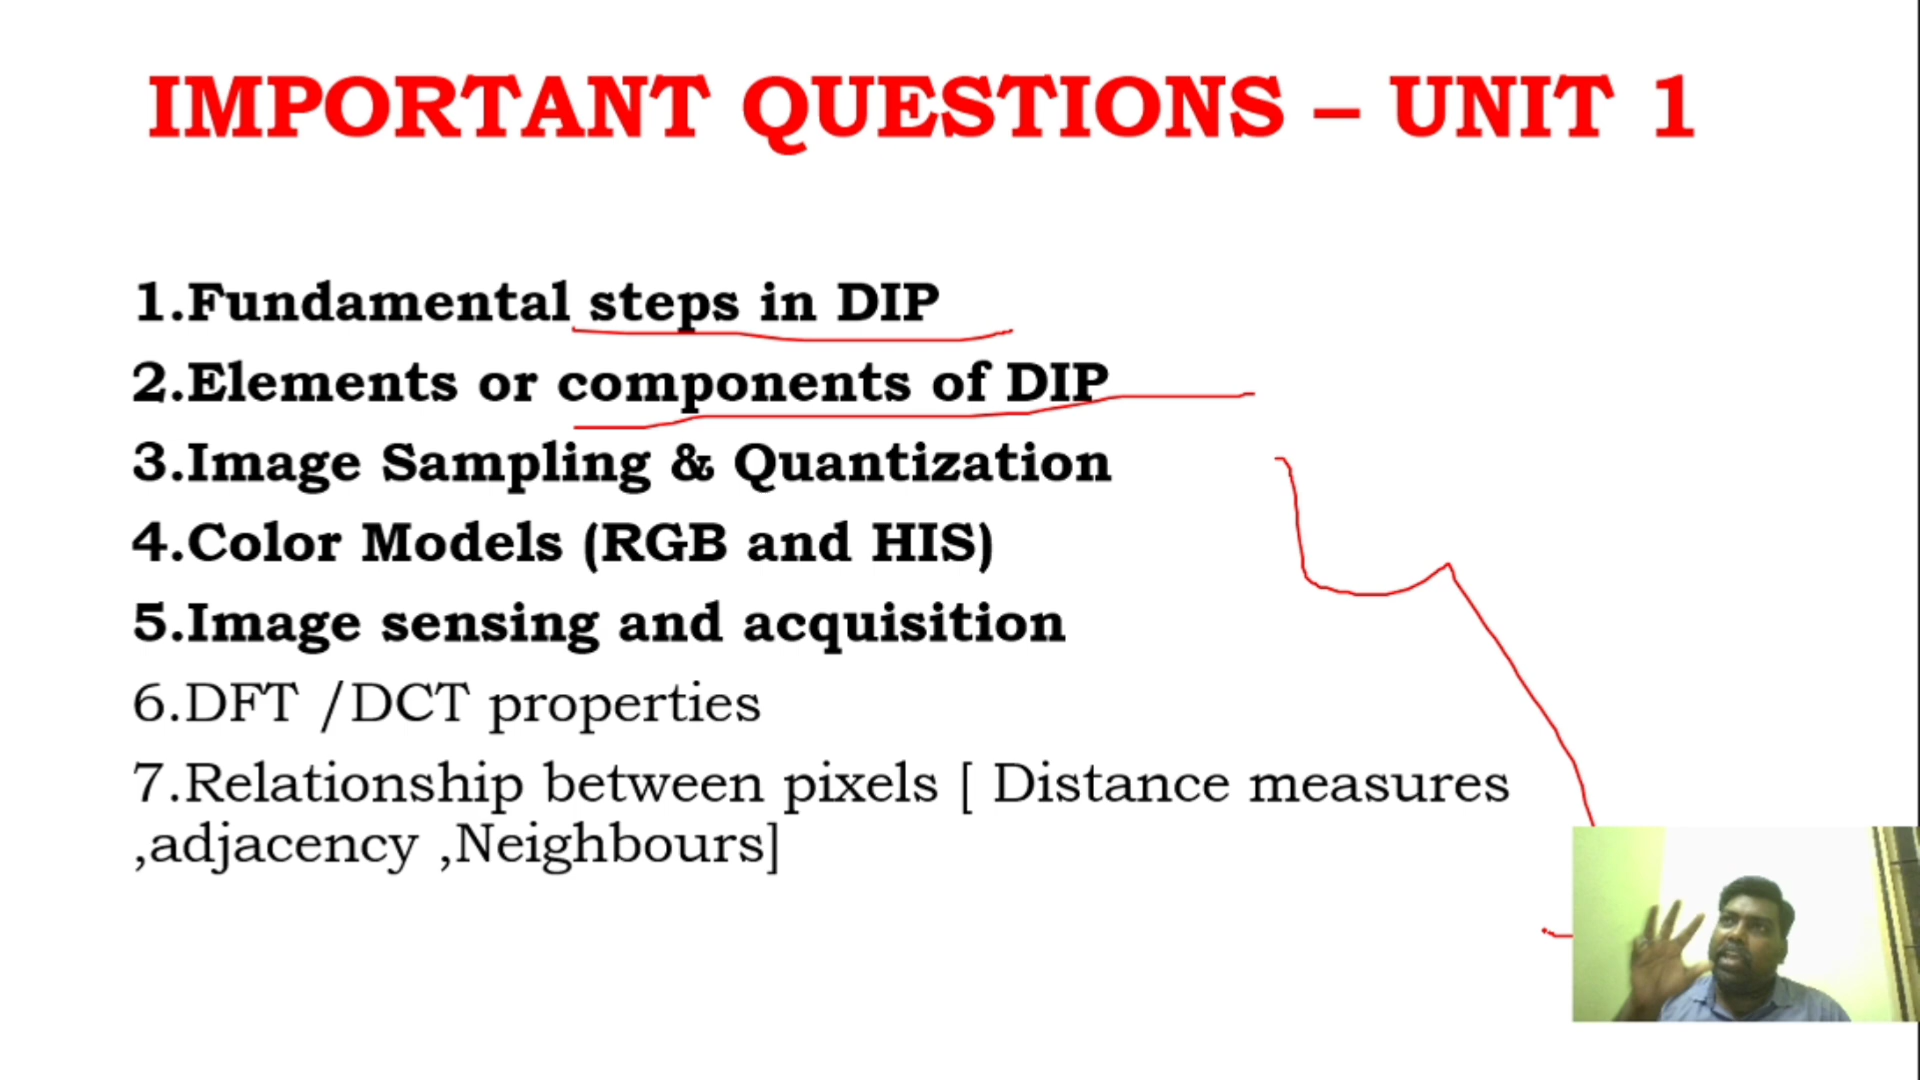 IMPORTANT QUESTIONS – UNIT 1
1.Fundamental steps in DIP
2.Elements or components of DIP
3.Image Sampling & Quantization
4.Color Models (RGB and HIS)
5.Image sensing and acquisition
6.DFT /DCT properties
7.Relationship between pixels [ Distance measures
,adjacency ,Neighbours]